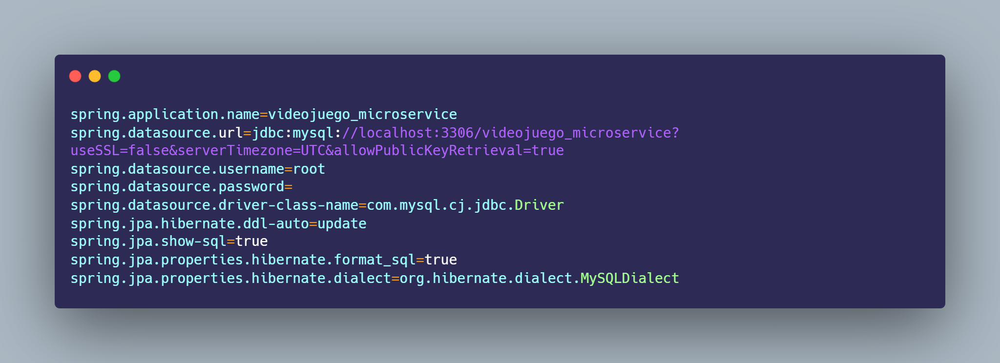 spring.application.name=videojuego_microservice
spring.datasource.url=jdbc:mysql://localhost:3306/videojuego_microservice?
useSSL=false&serverTimezone=UTC&allowPublicKeyRetrieval=true
spring.datasource.username=root
spring.datasource.password=
spring.datasource.driver-class-name=com.mysql.cj.jdbc.Driver
spring.jpa.hibernate.ddl-auto=update
spring.jpa.show-sql=true
spring.jpa.properties.hibernate.format_sql=true
spring.jpa.properties.hibernate.dialect=org.hibernate.dialect.MySQLDialect